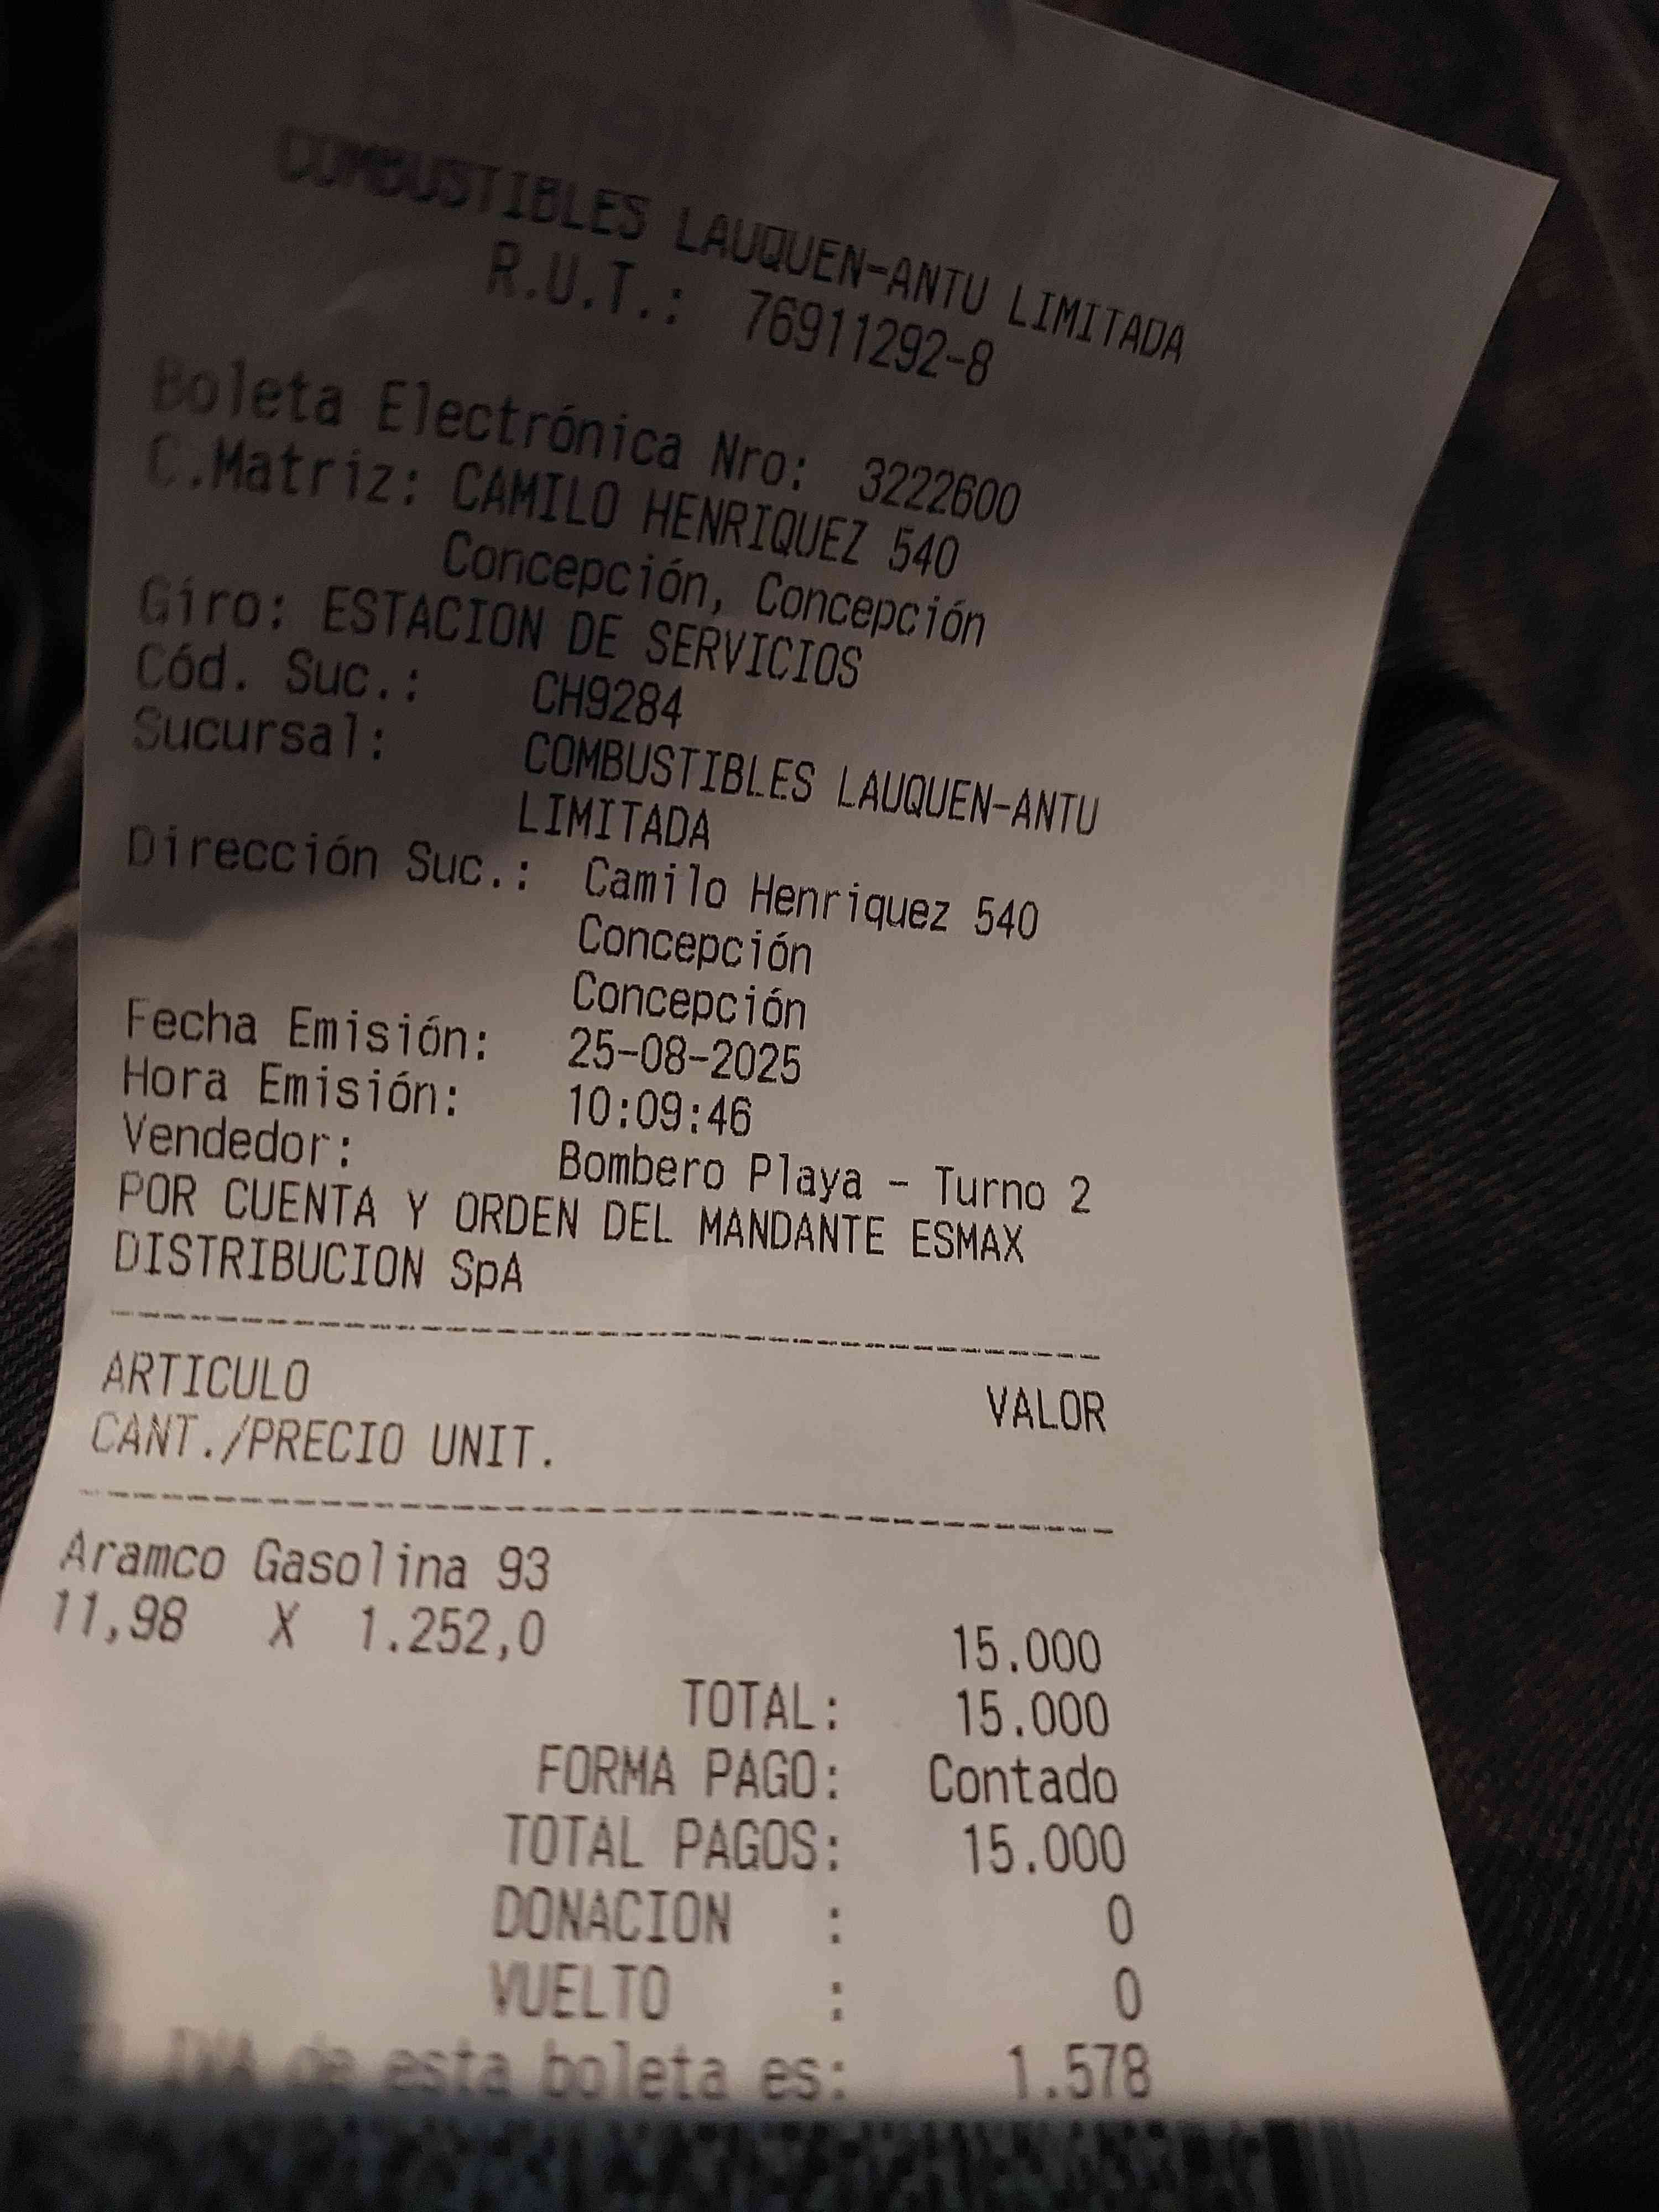 COMBUSTIBLES LAUQUEN-ANTU LIMITADA
R.U.T.: 76911292-8
Boleta Electrónica Nro: 3222600
C.Matriz: CAMILO HENRIQUEZ 540
Concepción, Concepción
Giro: ESTACION DE SERVICIOS
Cód. Suc.: CH9284
Sucursal: COMBUSTIBLES LAUQUEN-ANTU
LIMITADA
Dirección Suc.: Camilo Henriquez 540
Concepción
Concepción
Fecha Emisión: 25-08-2025
Hora Emisión: 10:09:46
Vendedor: Bombero Playa - Turno 2
POR CUENTA Y ORDEN DEL MANDANTE ESMAX
DISTRIBUCION SpA
ARTICULO VALOR
CANT./PRECIO UNIT.
Aramco Gasolina 93
11,98 X 1.252,0 15.000
TOTAL: 15.000
FORMA PAGO: Contado
TOTAL PAGOS: 15.000
DONACION : 0
VUELTO : 0
El IVA de esta boleta es: 1.578